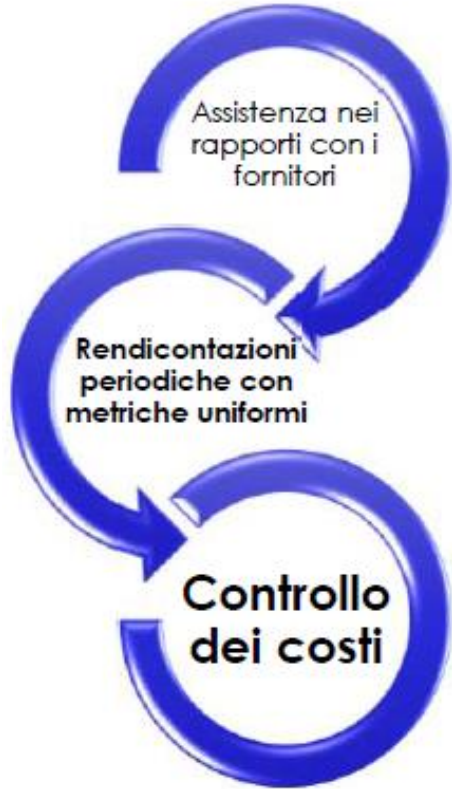 Assistenza nei
rapporti con i
fornitori
Rendicontazioni
periodiche con
metriche uniformi
Controllo
dei costi